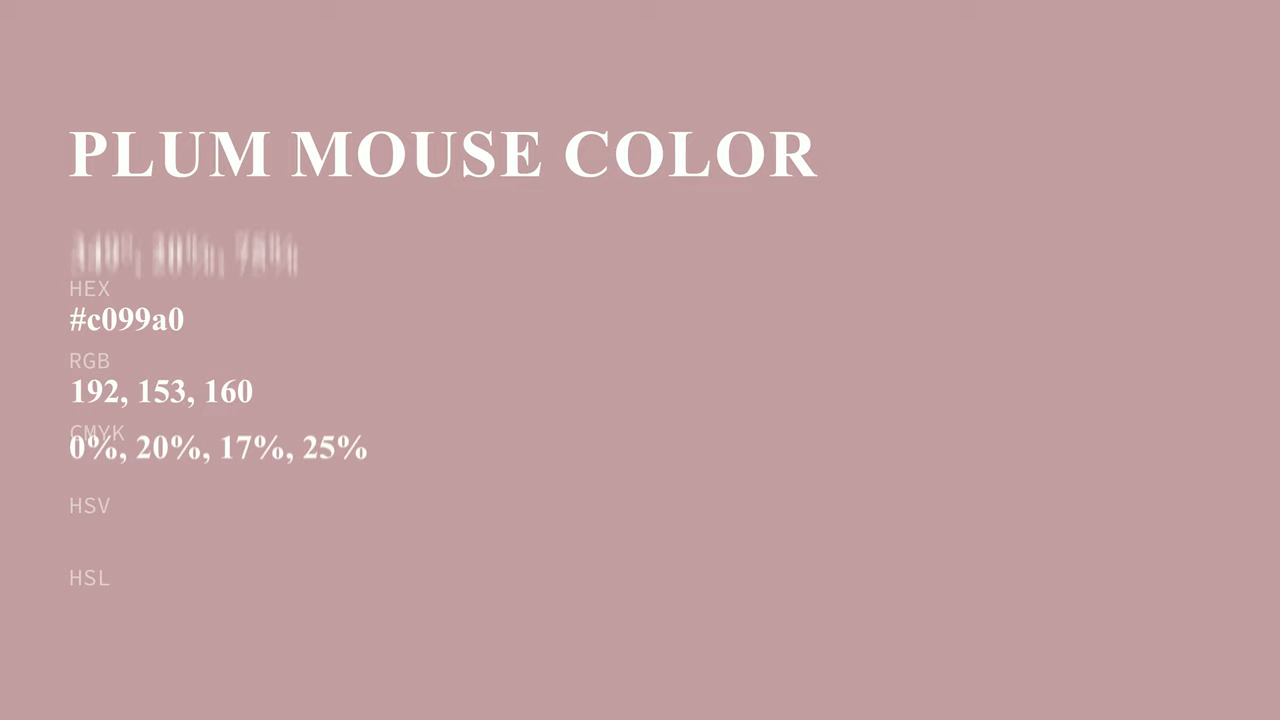 PLUM MOUSE COLOR
HEX
#c099a0
RGB
192, 153, 160
CMYK
0%, 20%, 17%, 25%
HSV
HSL